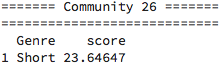 ======= Community 26 =======
============================
  Genre    score
1 Short 23.64647